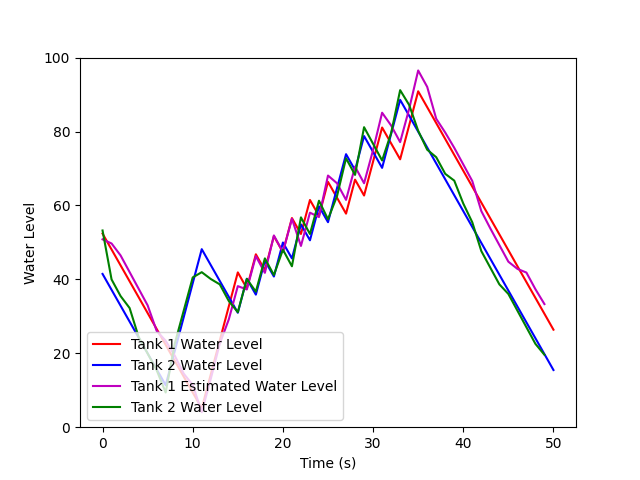 100
80
60
40
20
0
Water Level
Tank 1 Water Level
Tank 2 Water Level
Tank 1 Estimated Water Level
Tank 2 Water Level
0 10 20 30 40 50
Time (s)